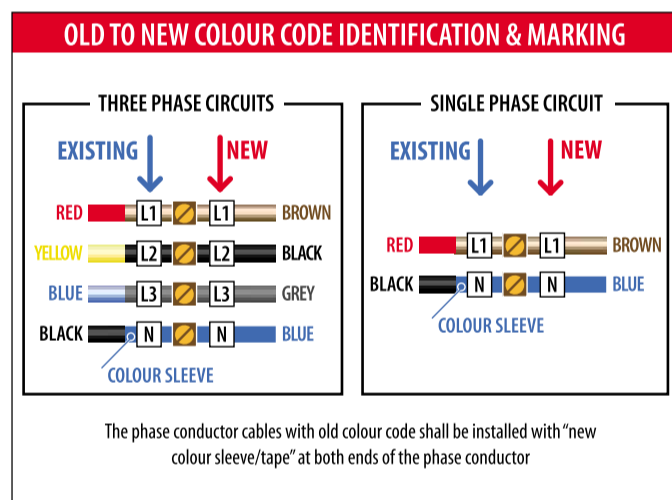 OLD TO NEW COLOUR CODE IDENTIFICATION & MARKING
THREE PHASE CIRCUITS
EXISTING NEW
RED L1 L1 BROWN
YELLOW L2 L2 BLACK
BLUE L3 L3 GREY
BLACK N N BLUE
COLOUR SLEEVE
SINGLE PHASE CIRCUIT
EXISTING NEW
RED L1 L1 BROWN
BLACK N N BLUE
COLOUR SLEEVE
The phase conductor cables with old colour code shall be installed with "new
colour sleeve/tape" at both ends of the phase conductor